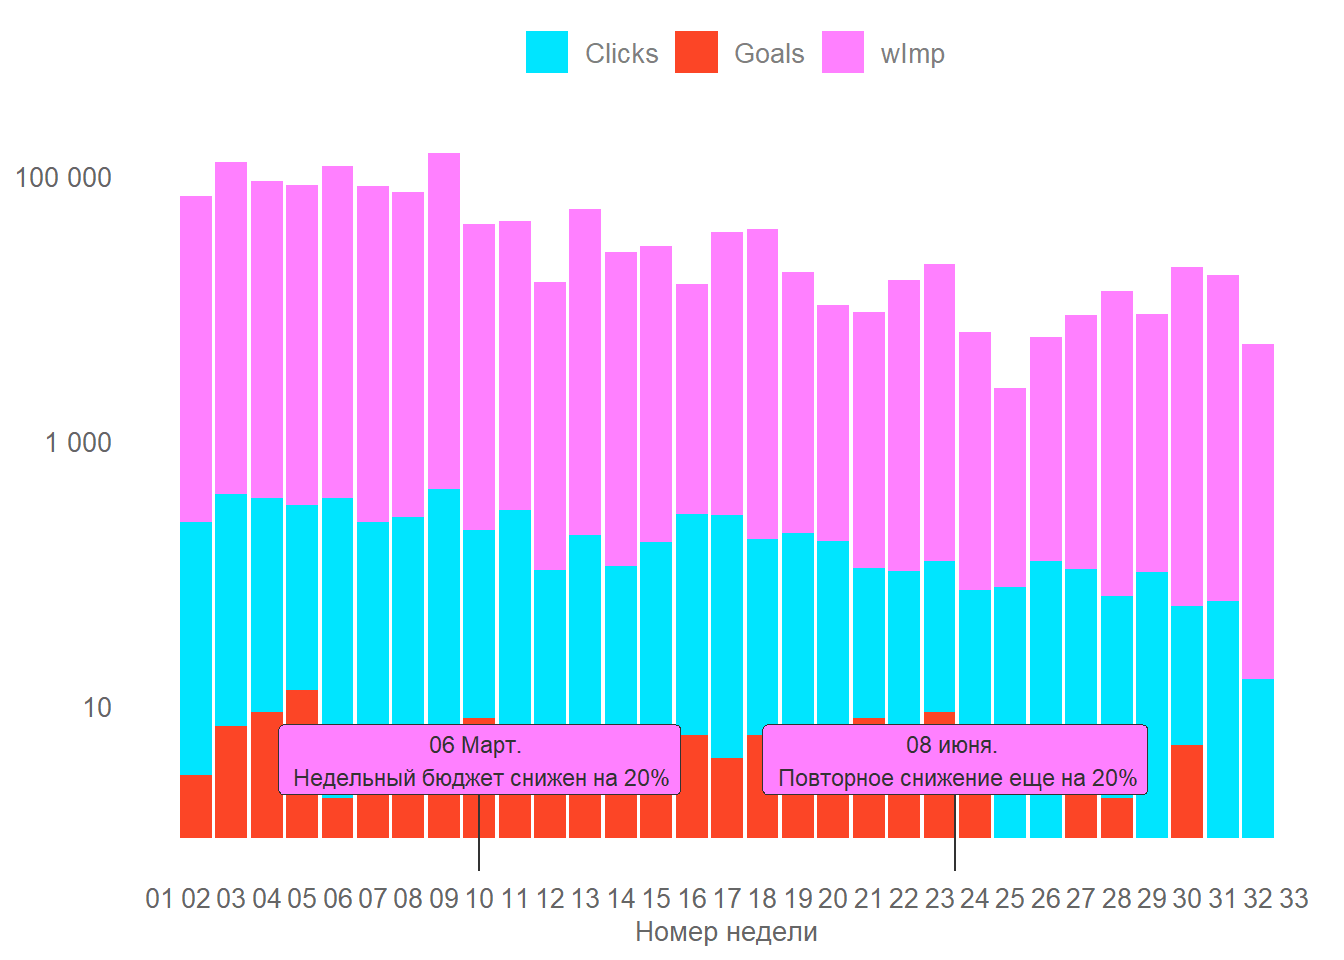 Clicks Goals wImp
100 000
1 000
10
06 Март.
Недельный бюджет снижен на 20%
08 июня.
Повторное снижение еще на 20%
01 02 03 04 05 06 07 08 09 10 11 12 13 14 15 16 17 18 19 20 21 22 23 24 25 26 27 28 29 30 31 32 33
Номер недели